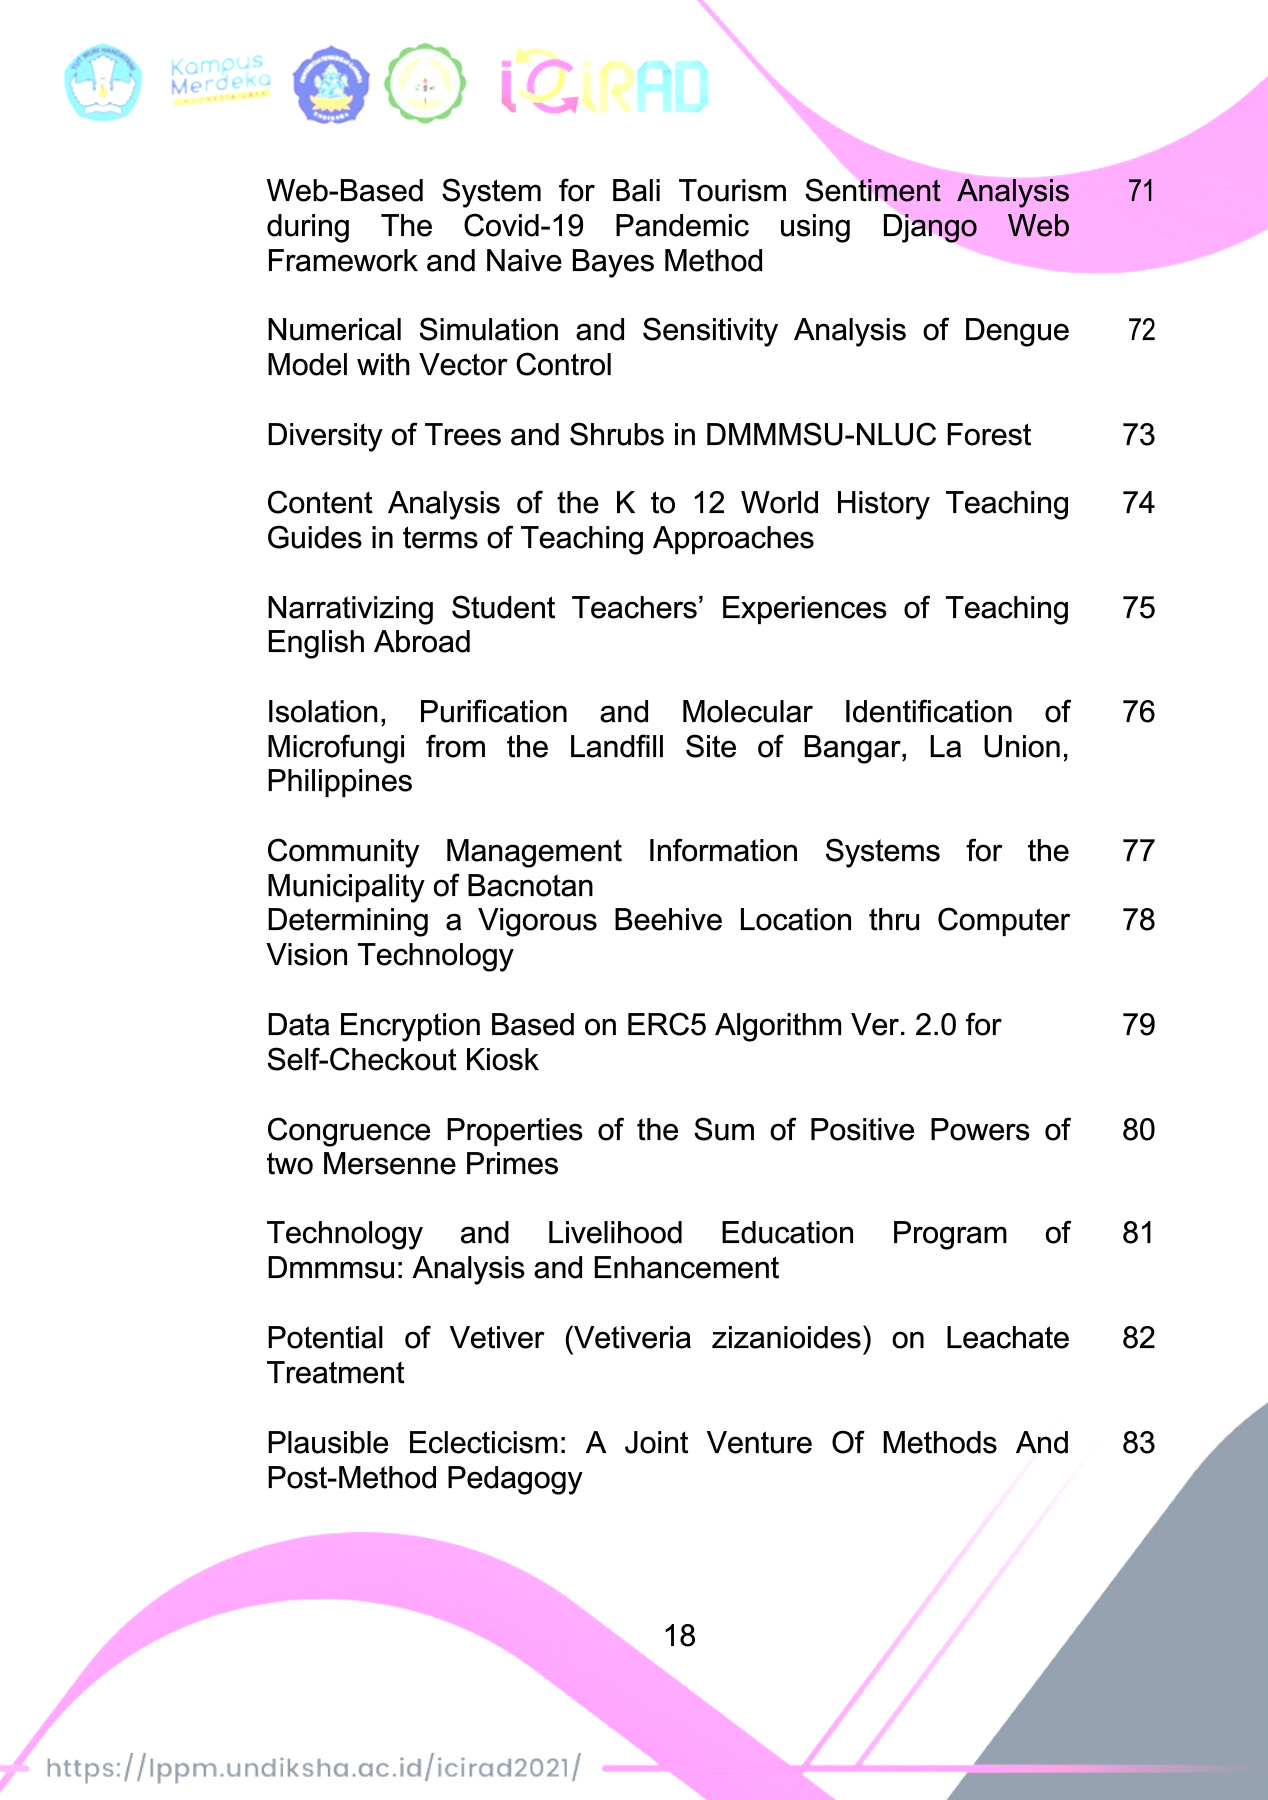 TUT WURI HANDAYANI
Kampus
Merdeka
INDONESIA JAYA
iCiRAD
Web-Based System for Bali Tourism Sentiment Analysis 71
during The Covid-19 Pandemic using Django Web
Framework and Naive Bayes Method
Numerical Simulation and Sensitivity Analysis of Dengue 72
Model with Vector Control
Diversity of Trees and Shrubs in DMMMSU-NLUC Forest 73
Content Analysis of the K to 12 World History Teaching 74
Guides in terms of Teaching Approaches
Narrativizing Student Teachers’ Experiences of Teaching 75
English Abroad
Isolation, Purification and Molecular Identification of 76
Microfungi from the Landfill Site of Bangar, La Union,
Philippines
Community Management Information Systems for the 77
Municipality of Bacnotan
Determining a Vigorous Beehive Location thru Computer 78
Vision Technology
Data Encryption Based on ERC5 Algorithm Ver. 2.0 for 79
Self-Checkout Kiosk
Congruence Properties of the Sum of Positive Powers of 80
two Mersenne Primes
Technology and Livelihood Education Program of 81
Dmmmsu: Analysis and Enhancement
Potential of Vetiver (Vetiveria zizanioides) on Leachate 82
Treatment
Plausible Eclecticism: A Joint Venture Of Methods And 83
Post-Method Pedagogy
18
https://lppm.undiksha.ac.id/icirad2021/